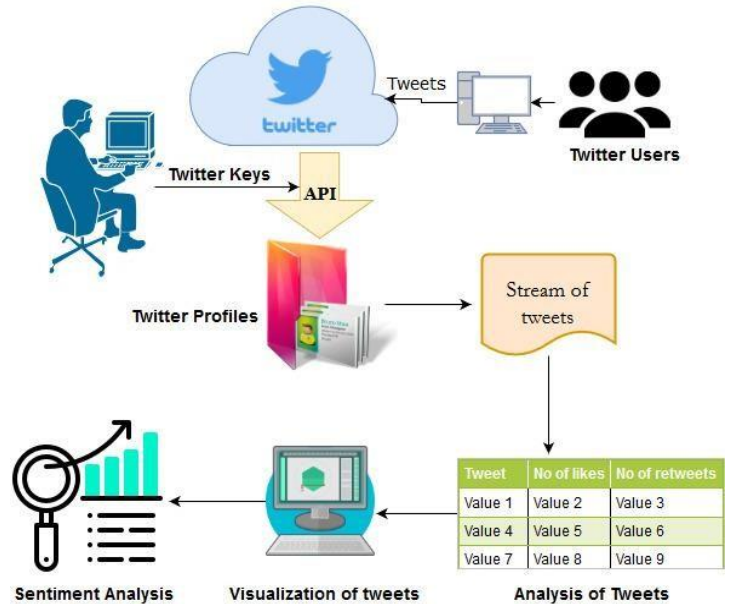 Tweets
twitter
Twitter Users
Twitter Keys
API
Twitter Profiles
Stream of
tweets
Tweet No of likes No of retweets
Value 1 Value 2 Value 3
Value 4 Value 5 Value 6
Value 7 Value 8 Value 9
Sentiment Analysis
Visualization of tweets
Analysis of Tweets